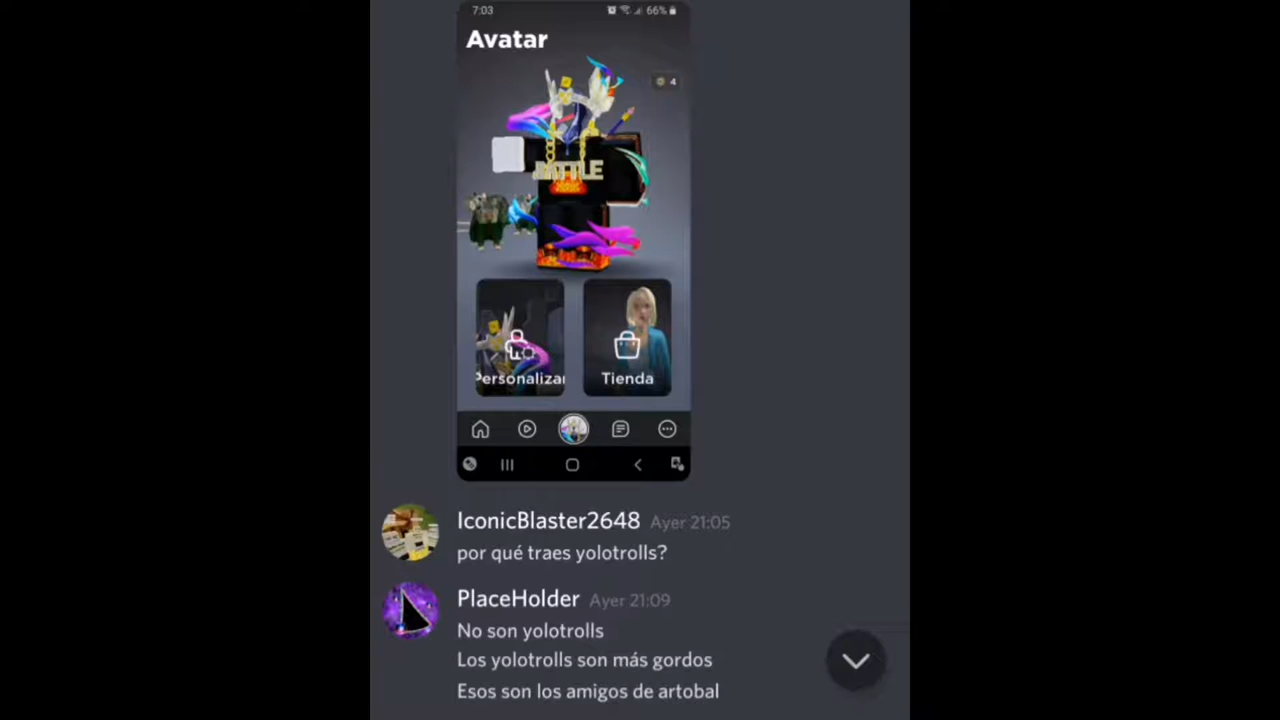 7:03
66%
Avatar
4
BATTLE
Personalizar
Tienda
IconicBlaster2648 Ayer 21:05
por qué traes yolotrolls?
PlaceHolder Ayer 21:09
No son yolotrolls
Los yolotrolls son más gordos
Esos son los amigos de artobal